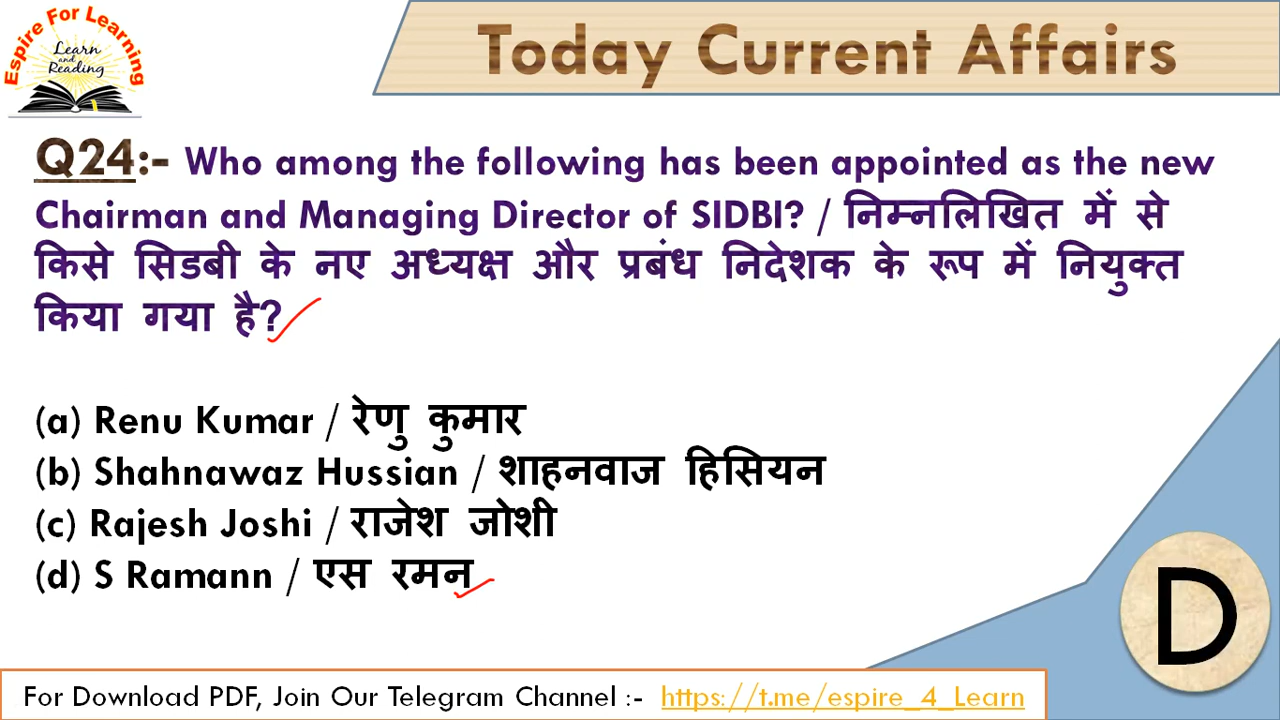 Espire For Learning
Learn
and
Reading
Today Current Affairs
Q24:- Who among the following has been appointed as the new
Chairman and Managing Director of SIDBI? / निम्नलिखित में से
किसे सिडबी के नए अध्यक्ष और प्रबंध निदेशक के रूप में नियुक्त
किया गया है?
(a) Renu Kumar / रेणु कुमार
(b) Shahnawaz Hussian / शाहनवाज हिसियन
(c) Rajesh Joshi / राजेश जोशी
(d) S Ramann / एस रमन
D
For Download PDF, Join Our Telegram Channel :- https://t.me/espire_4_Learn